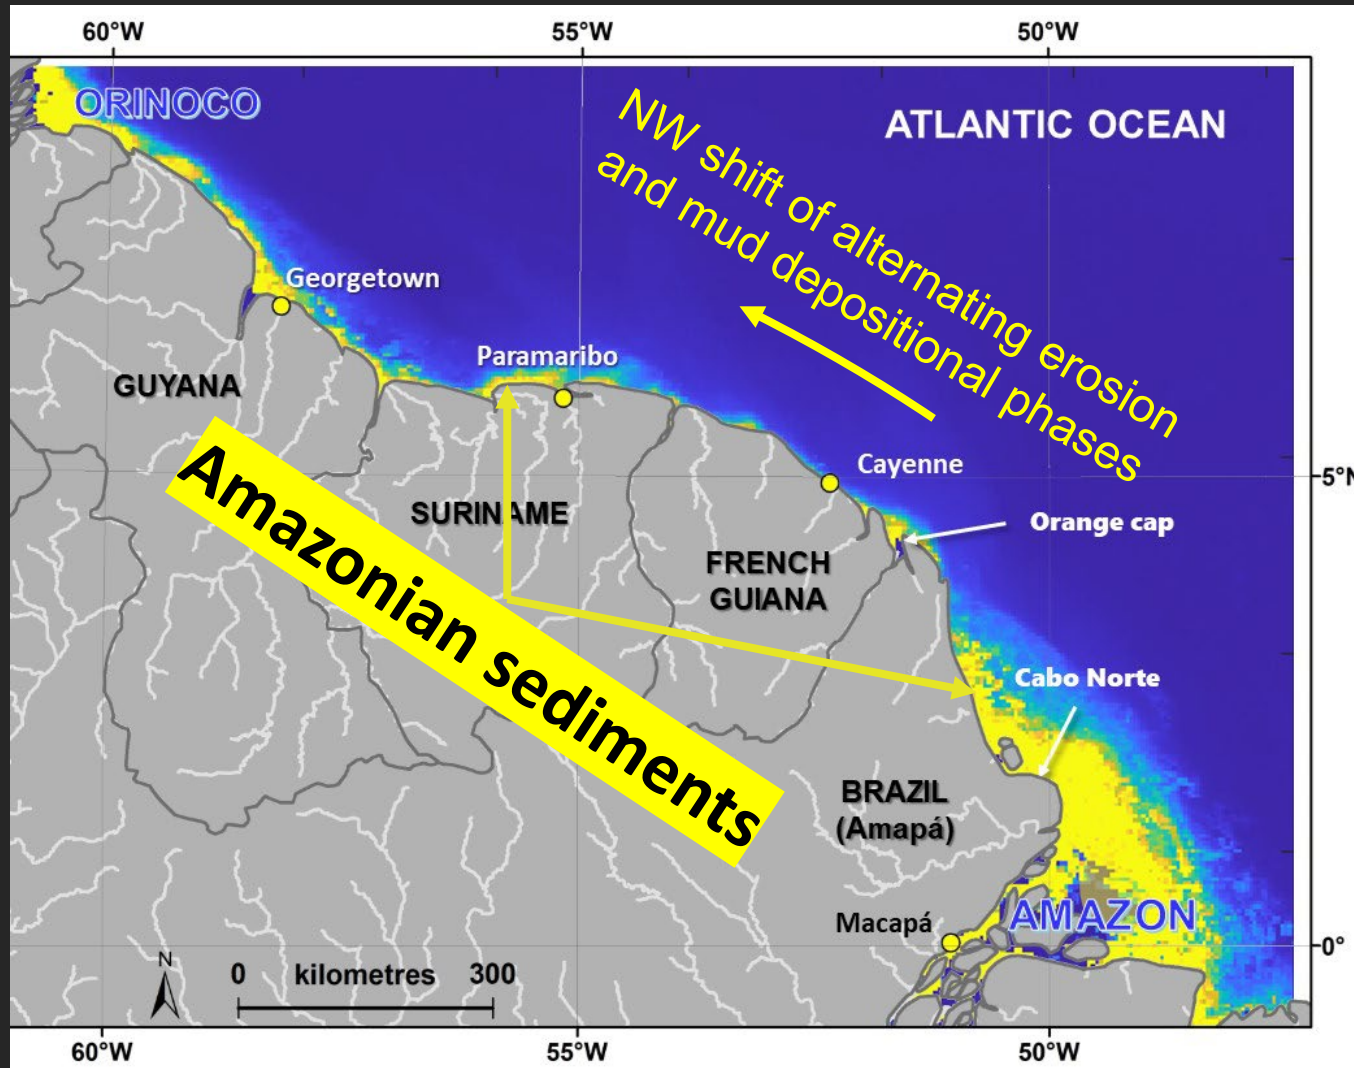 60°W
55°W
50°W
ORINOCO
ATLANTIC OCEAN
NW shift of alternating erosion
and mud depositional phases
Georgetown
Paramaribo
GUYANA
Cayenne
5°N
SURINAME
Orange cap
FRENCH
GUIANA
Amazonian sediments
Cabo Norte
BRAZIL
(Amapá)
AMAZON
Macapá
0°
N
0 kilometres 300
60°W
55°W
50°W